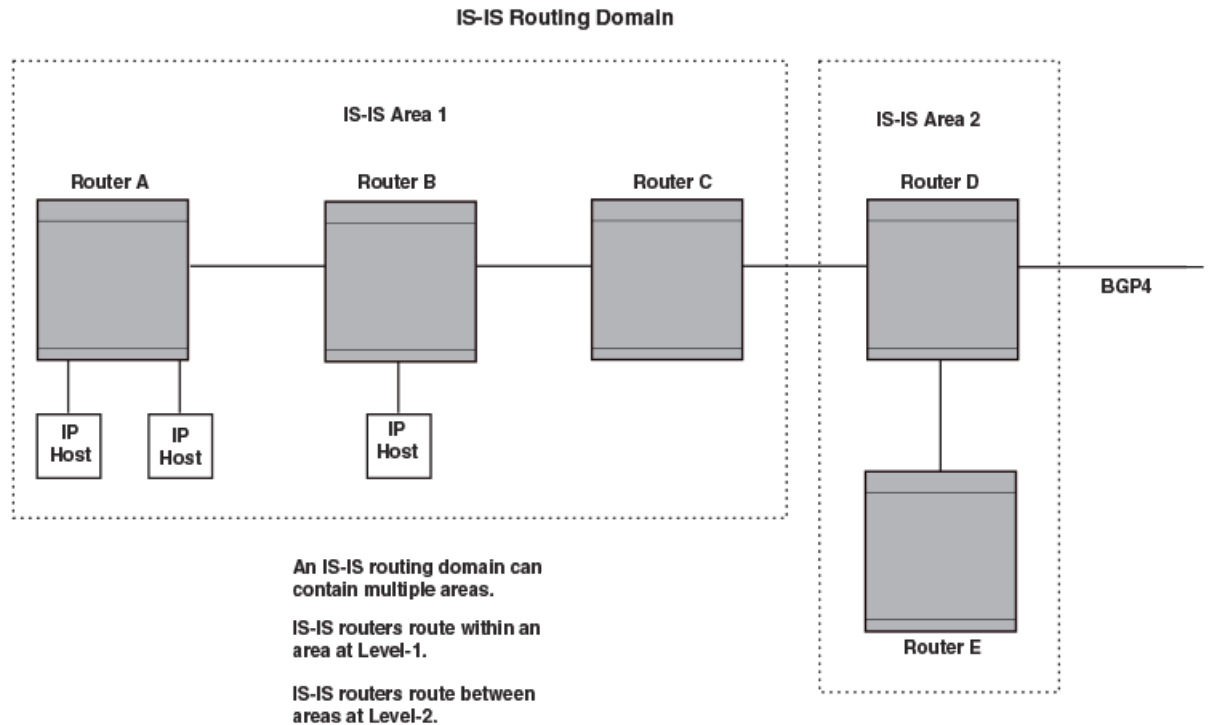 IS-IS Routing Domain
IS-IS Area 1
IS-IS Area 2
Router A
Router B
Router C
Router D
BGP4
IP
Host
IP
Host
IP
Host
Router E
An IS-IS routing domain can
contain multiple areas.
IS-IS routers route within an
area at Level-1.
IS-IS routers route between
areas at Level-2.